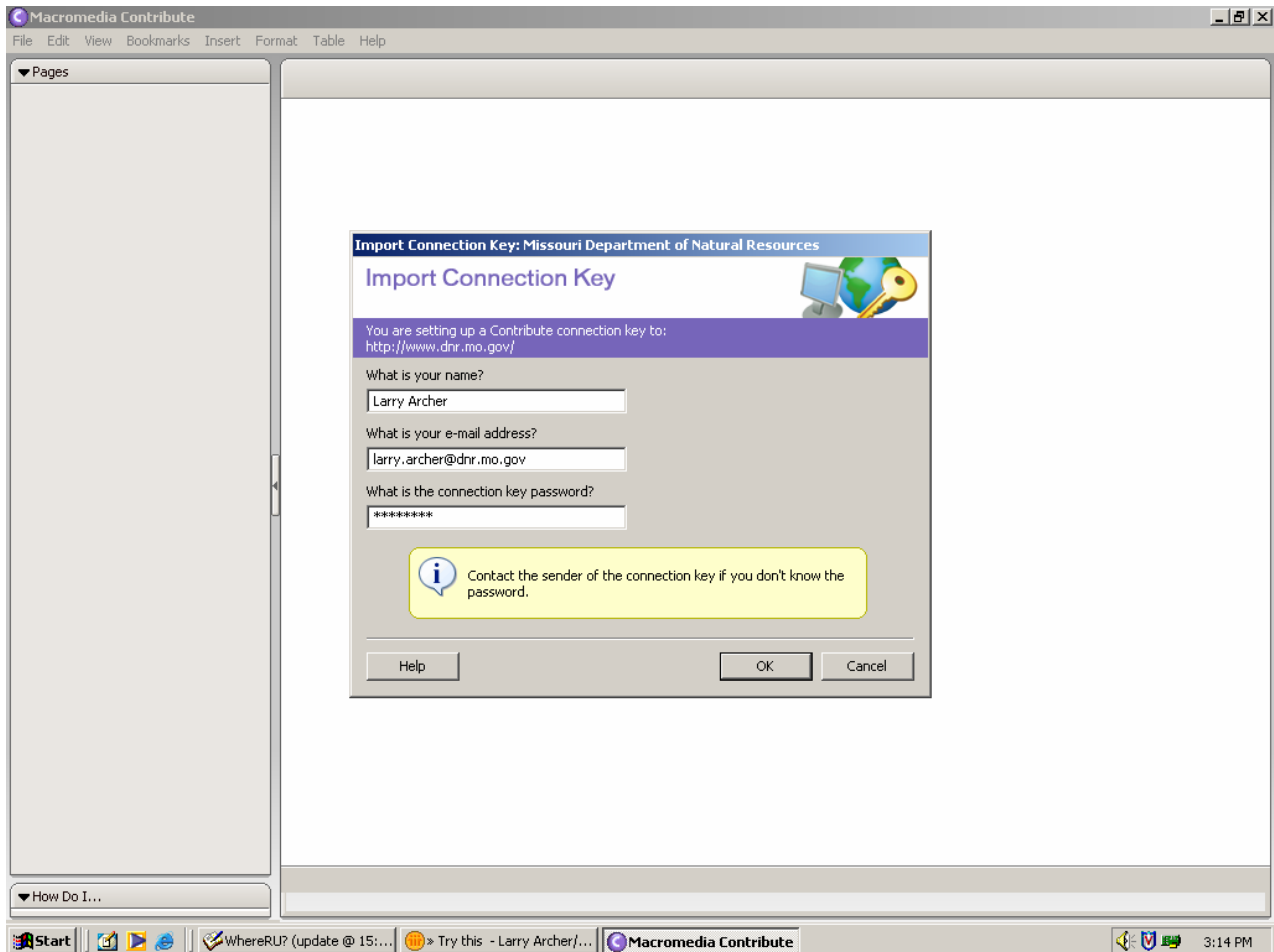 Macromedia Contribute
File Edit View Bookmarks Insert Format Table Help
Pages
Import Connection Key: Missouri Department of Natural Resources
Import Connection Key
You are setting up a Contribute connection key to:
http://www.dnr.mo.gov/
What is your name?
Larry Archer
What is your e-mail address?
larry.archer@dnr.mo.gov
What is the connection key password?
********
Contact the sender of the connection key if you don't know the
password.
Help OK Cancel
How Do I...
Start WhereRU? (update @ 15:... » Try this - Larry Archer/... Macromedia Contribute 3:14 PM